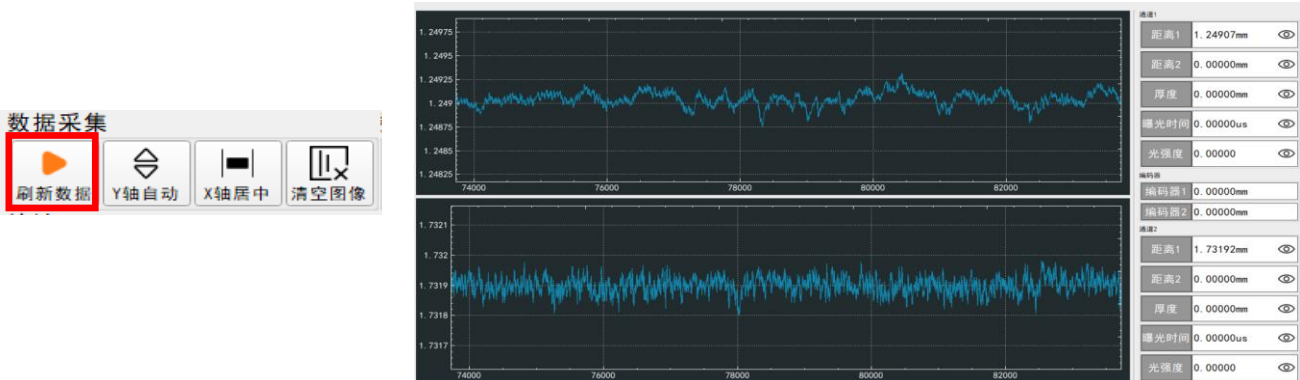 数据采集
刷新数据
Y轴自动
X轴居中
清空图像
1.24975
1.2495
1.24925
1.249
1.24875
1.2485
1.24825
74000
76000
78000
80000
82000
1.7321
1.732
1.7319
1.7318
1.7317
74000
76000
78000
80000
82000
通道1
距离1 1.24907mm
距离2 0.00000mm
厚度 0.00000mm
曝光时间 0.00000us
光强度 0.00000
编码器
编码器1 0.00000mm
编码器2 0.00000mm
通道2
距离1 1.73192mm
距离2 0.00000mm
厚度 0.00000mm
曝光时间 0.00000us
光强度 0.00000